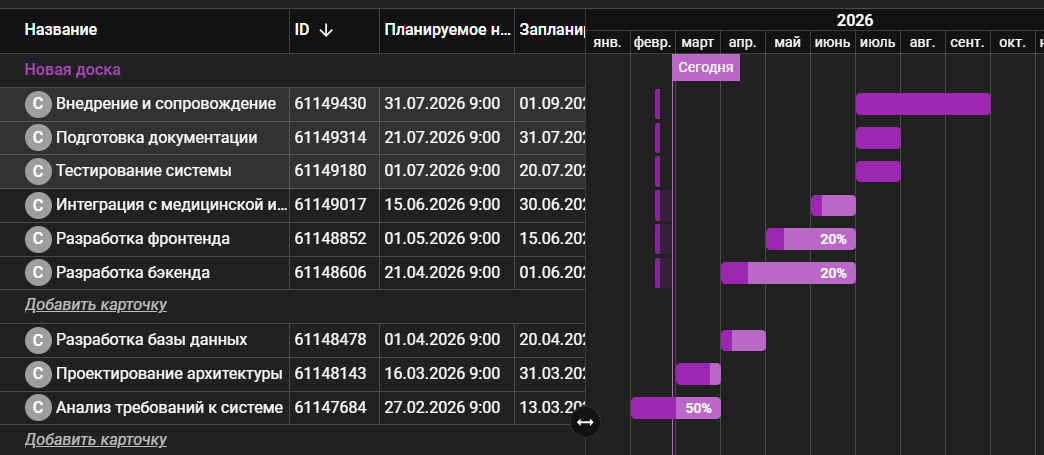 2026
Название ID ↓ Планируемое н... Запланир
янв. февр. март апр. май июнь июль авг. сент. окт.
Новая доска
Сегодня
С Внедрение и сопровождение 61149430 31.07.2026 9:00 01.09.202
С Подготовка документации 61149314 21.07.2026 9:00 31.07.202
С Тестирование системы 61149180 01.07.2026 9:00 20.07.202
С Интеграция с медицинской и... 61149017 15.06.2026 9:00 30.06.202
С Разработка фронтенда 61148852 01.05.2026 9:00 15.06.202 20%
С Разработка бэкенда 61148606 21.04.2026 9:00 01.06.202 20%
Добавить карточку
С Разработка базы данных 61148478 01.04.2026 9:00 20.04.202
С Проектирование архитектуры 61148143 16.03.2026 9:00 31.03.202
С Анализ требований к системе 61147684 27.02.2026 9:00 13.03.20 50%
Добавить карточку